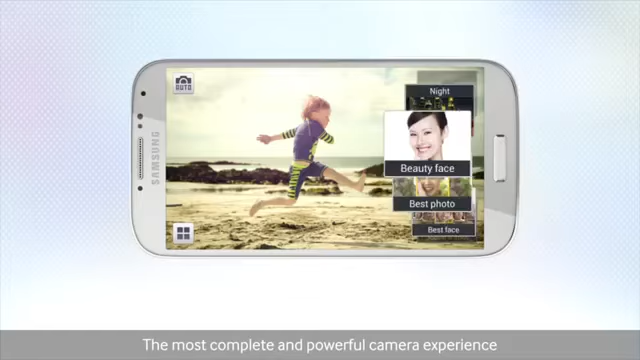 AUTO
SAMSUNG
Night
Beauty face
Best photo
Best face
The most complete and powerful camera experience